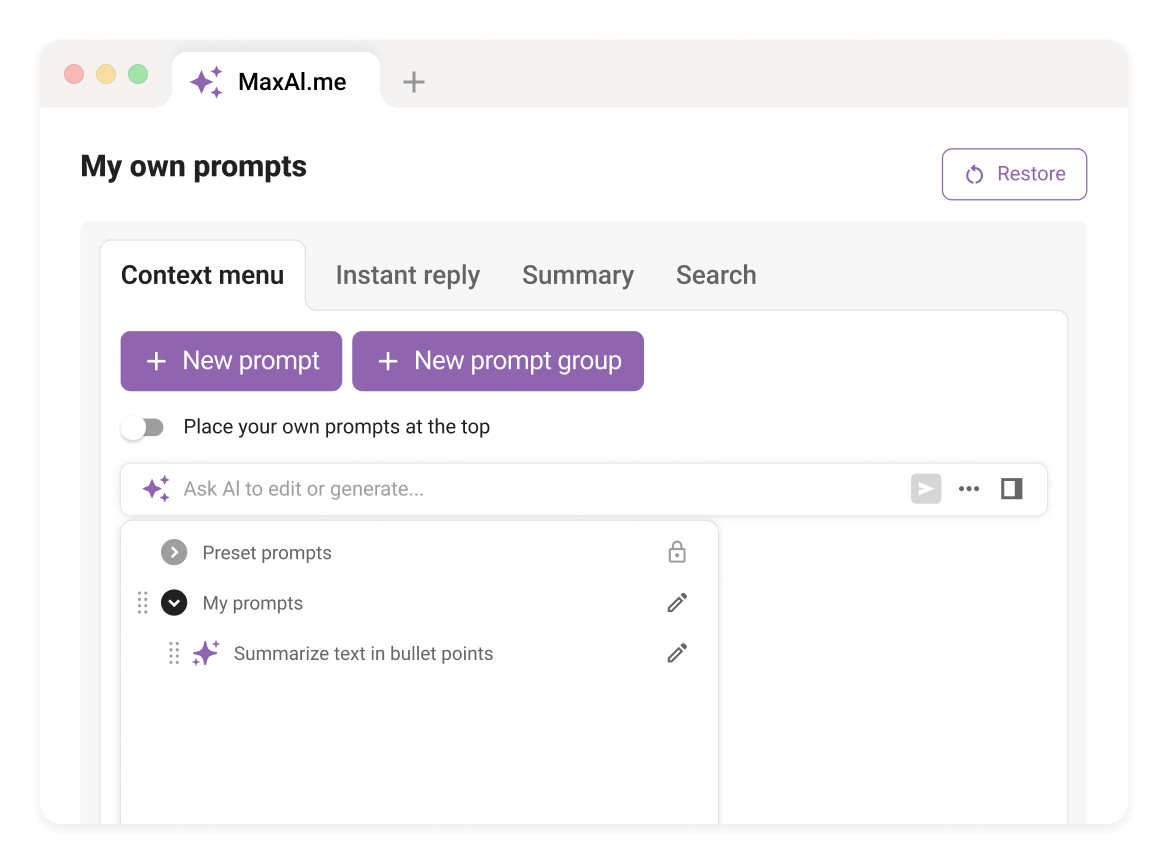 MaxAI.me
My own prompts
Restore
Context menu
Instant reply
Summary
Search
New prompt
New prompt group
Place your own prompts at the top
Ask AI to edit or generate...
Preset prompts
My prompts
Summarize text in bullet points